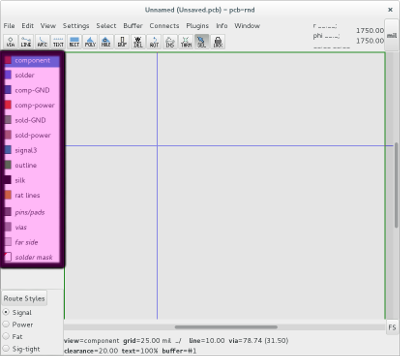 Unnamed (Unsaved.pcb) - pcb-rnd
File Edit View Settings Select Buffer Connects Plugins Info Window
r __.__;
phi __._;
1750.00
1750.00
mil
VIA LINE ARC TEXT RECT POLY HOLE BUF DEL ROT INS THRM SEL LOCK
component
solder
comp-GND
comp-power
sold-GND
sold-power
signal3
outline
silk
rat lines
pins/pads
vias
far side
solder mask
Route Styles
Signal
Power
Fat
Sig-tight
FS
view=component grid=25.00 mil line=10.00 via=78.74 (31.50)
clearance=20.00 text=100% buffer=#1